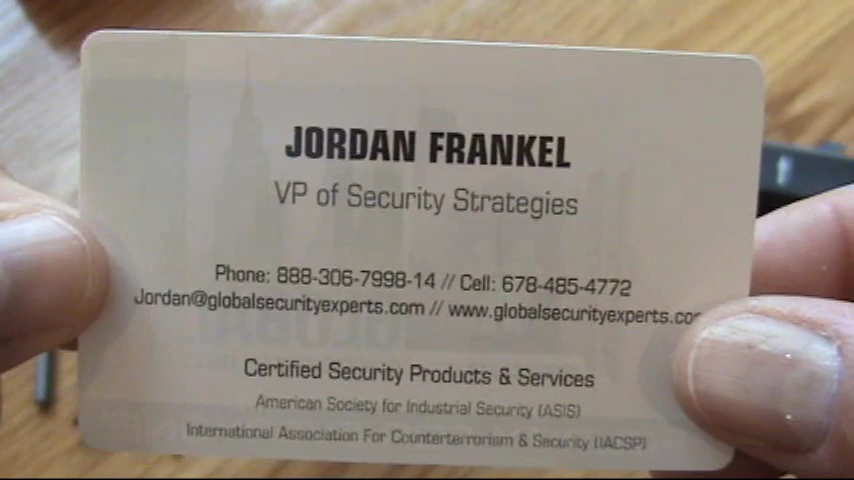 JORDAN FRANKEL
VP of Security Strategies
Phone: 888-306-7998-14 // Cell: 678-485-4772
Jordan@globalsecurityexperts.com // www.globalsecurityexperts.co
Certified Security Products & Services
American Society for Industrial Security (ASIS)
International Association For Counterterrorism & Security (IACSP)